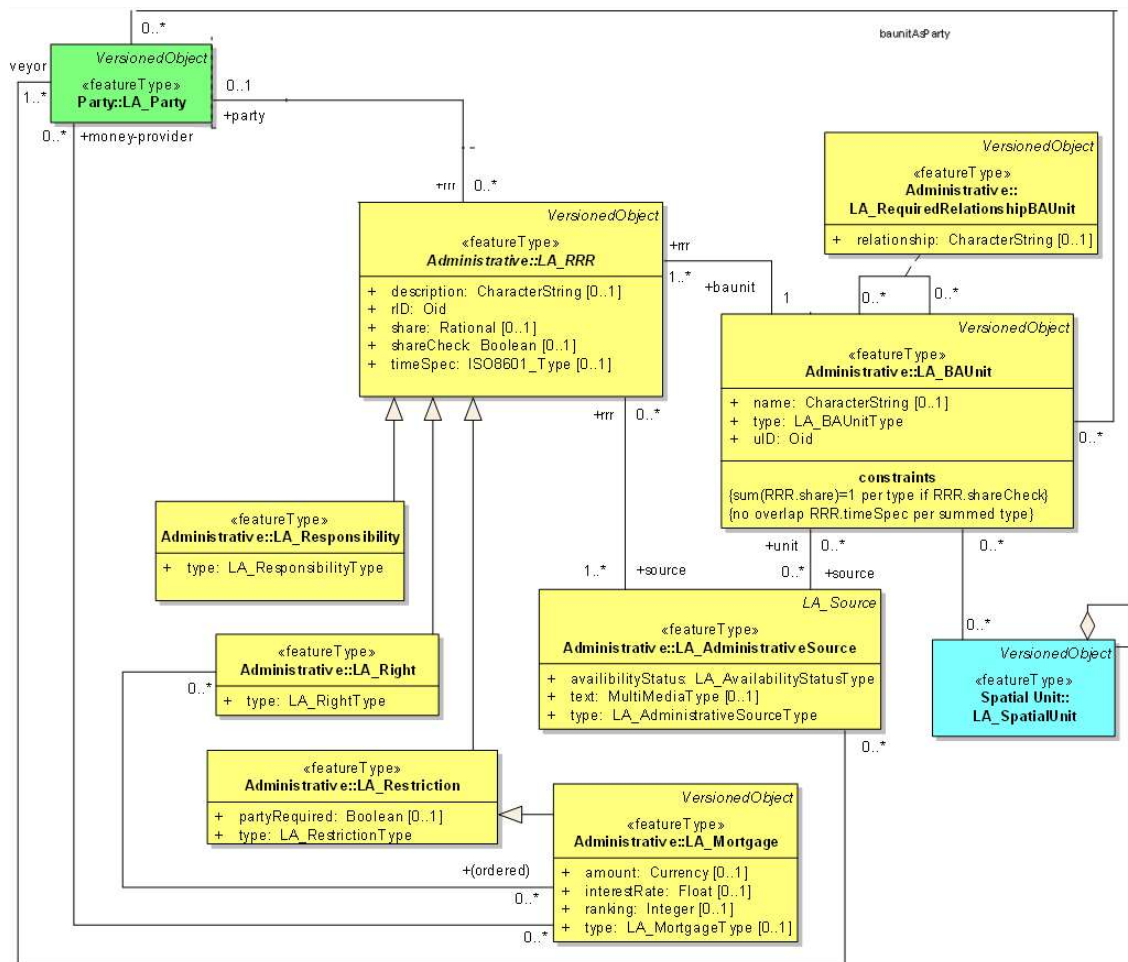 0..*
baunitAsParty
VersionedObject
«featureType»
Party::LA_Party
veyor
1..*
0..1
+party
0..*
+money-provider
+rrr
0..*
VersionedObject
«featureType»
Administrative::
LA_RequiredRelationshipBAUnit
+ relationship: CharacterString [0..1]
0..*
0..*
VersionedObject
«featureType»
Administrative::LA_RRR
+ description: CharacterString [0..1]
+ rID: Oid
+ share: Rational [0..1]
+ shareCheck: Boolean [0..1]
+ timeSpec: ISO8601_Type [0..1]
+rrr
1..*
+baunit
1
VersionedObject
«featureType»
Administrative::LA_BAUnit
+ name: CharacterString [0..1]
+ type: LA_BAUnitType
+ uID: Oid
constraints
{sum(RRR.share)=1 per type if RRR.shareCheck}
{no overlap RRR.timeSpec per summed type}
0..*
+rrr
0..*
«featureType»
Administrative::LA_Responsibility
+ type: LA_ResponsibilityType
+unit
0..*
0..*
1..*
+source
0..*
+source
LA_Source
«featureType»
Administrative::LA_AdministrativeSource
+ availibilityStatus: LA_AvailabilityStatusType
+ text: MultiMediaType [0..1]
+ type: LA_AdministrativeSourceType
0..*
0..*
VersionedObject
«featureType»
Spatial Unit::
LA_SpatialUnit
«featureType»
Administrative::LA_Right
+ type: LA_RightType
0..*
«featureType»
Administrative::LA_Restriction
+ partyRequired: Boolean [0..1]
+ type: LA_RestrictionType
VersionedObject
«featureType»
Administrative::LA_Mortgage
+ amount: Currency [0..1]
+ interestRate: Float [0..1]
+ ranking: Integer [0..1]
+ type: LA_MortgageType [0..1]
+(ordered)
0..*
0..*